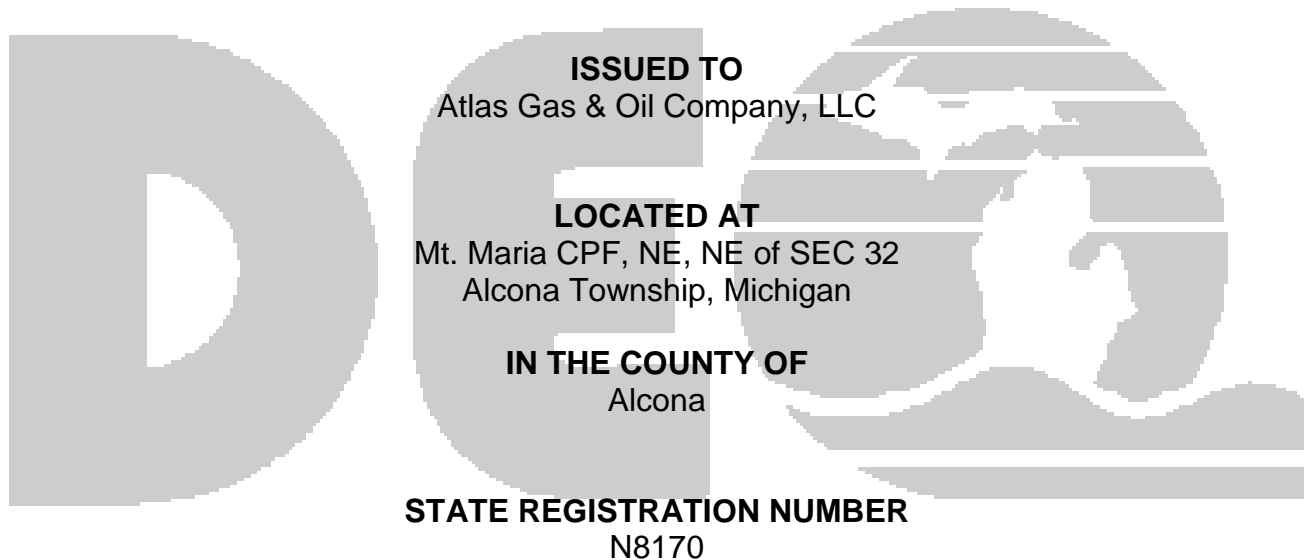 DEQ
ISSUED TO
Atlas Gas & Oil Company, LLC
LOCATED AT
Mt. Maria CPF, NE, NE of SEC 32
Alcona Township, Michigan
IN THE COUNTY OF
Alcona
STATE REGISTRATION NUMBER
N8170